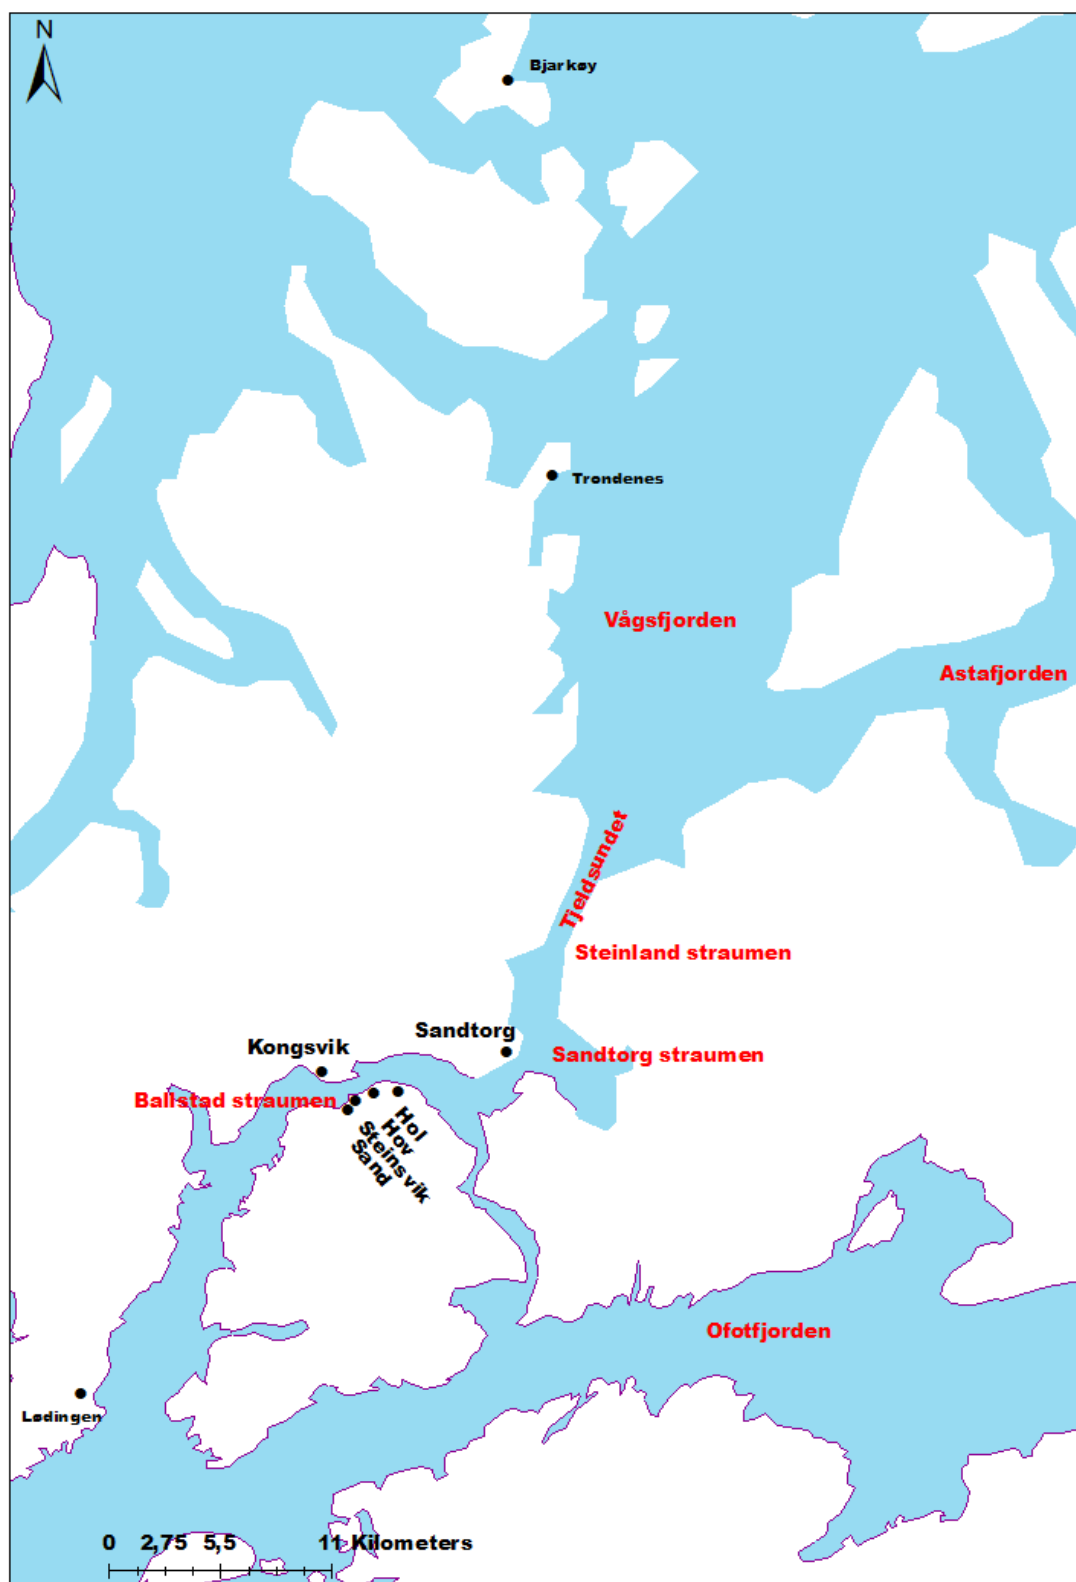 N
Bjarkøy
Trondenes
Vågsfjorden
Astafjorden
Tjeldsundet
Steinland straumen
Sandtorg
Sandtorg straumen
Kongsvik
Ballstad straumen
Hol
Hov
Steinsvik
Sand
Ofotfjorden
Lødingen
0 2,75 5,5 11 Kilometers